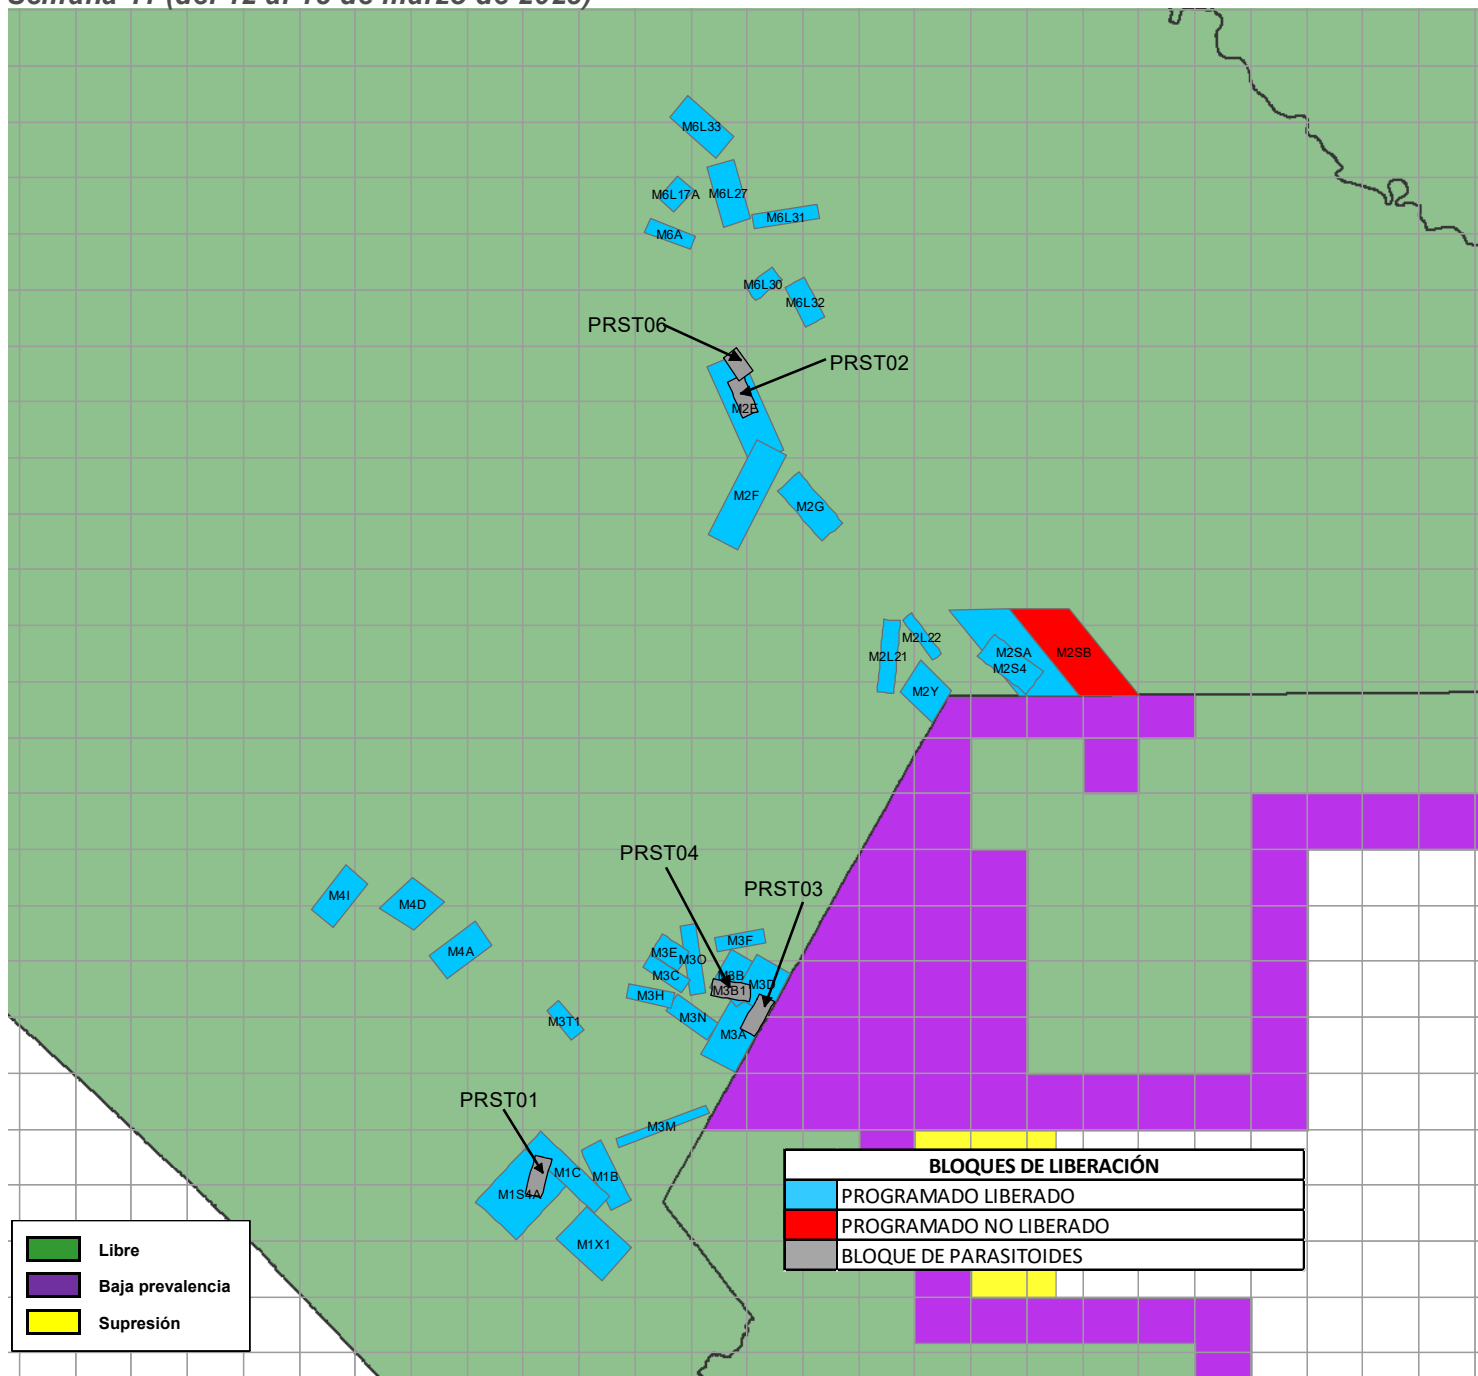 M6L33
M6L17A
M6L27
M6L31
M6A
M6L30
M6L32
PRST06
PRST02
M2E
M2F
M2G
M2L22
M2L21
M2SA
M2SB
M2S4
M2Y
PRST04
PRST03
M4I
M4D
M4A
M3F
M3E
M3O
M3C
M3B
M3D
M3B1
M3H
M3N
M3A
M3T1
PRST01
M3M
M1C
M1B
M1S4A
M1X1
BLOQUES DE LIBERACIÓN
PROGRAMADO LIBERADO
PROGRAMADO NO LIBERADO
BLOQUE DE PARASITOIDES
Libre
Baja prevalencia
Supresión